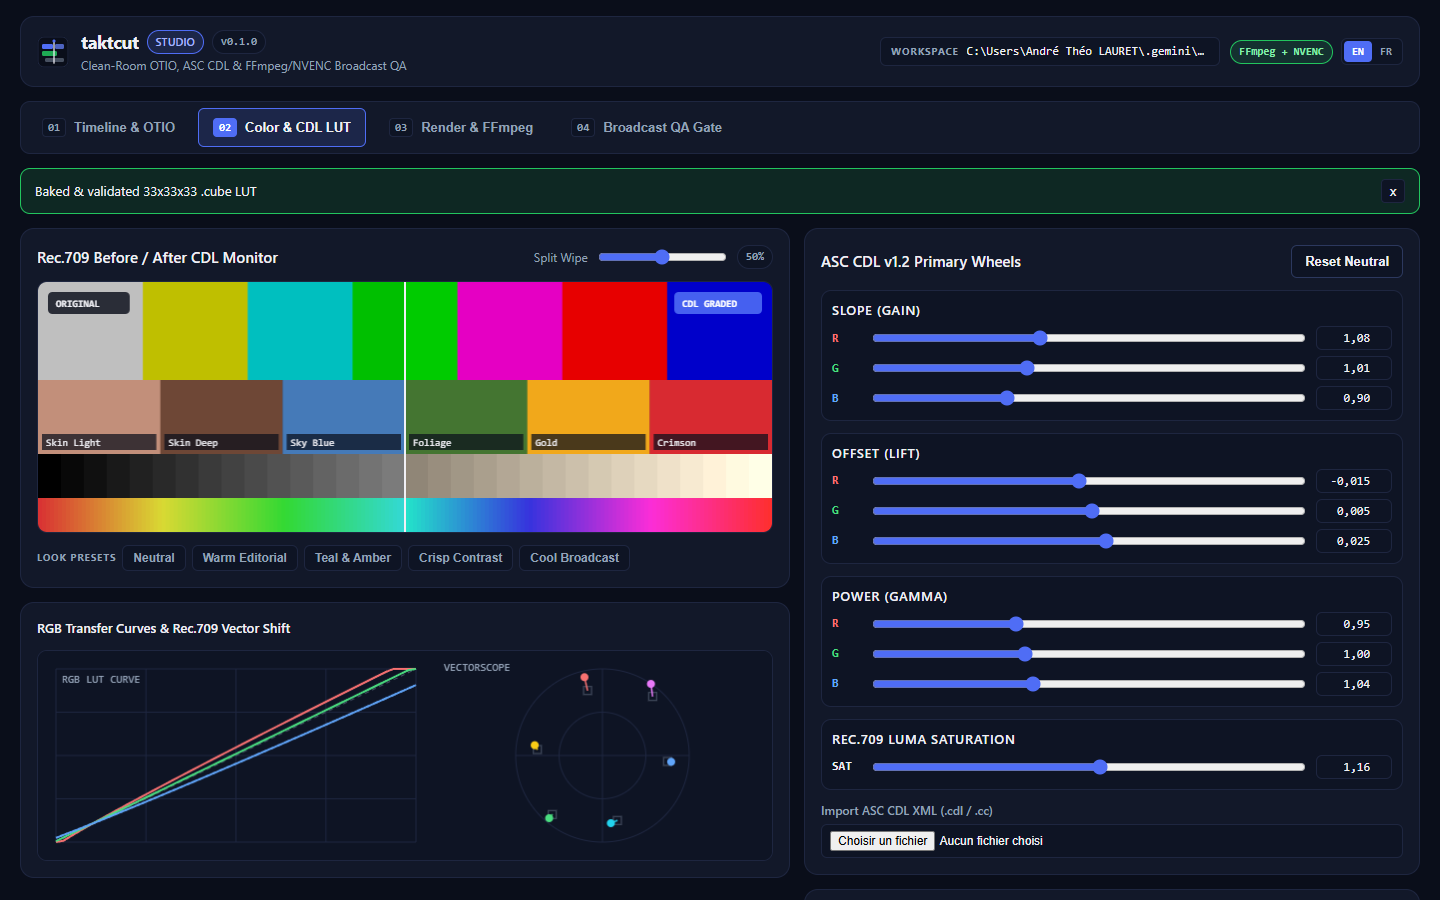 taktcut STUDIO v0.1.0
Clean-Room OTIO, ASC CDL & FFmpeg/NVENC Broadcast QA
WORKSPACE C:\Users\André Théo LAURET\.gemini\...
FFmpeg + NVENC
EN FR
01 Timeline & OTIO
02 Color & CDL LUT
03 Render & FFmpeg
04 Broadcast QA Gate
Baked & validated 33x33x33 .cube LUT
x
Rec.709 Before / After CDL Monitor
Split Wipe 50%
ORIGINAL
CDL GRADED
Skin Light
Skin Deep
Sky Blue
Foliage
Gold
Crimson
LOOK PRESETS Neutral Warm Editorial Teal & Amber Crisp Contrast Cool Broadcast
RGB Transfer Curves & Rec.709 Vector Shift
RGB LUT CURVE
VECTORSCOPE
ASC CDL v1.2 Primary Wheels
Reset Neutral
SLOPE (GAIN)
R 1,08
G 1,01
B 0,90
OFFSET (LIFT)
R -0,015
G 0,005
B 0,025
POWER (GAMMA)
R 0,95
G 1,00
B 1,04
REC.709 LUMA SATURATION
SAT 1,16
Import ASC CDL XML (.cdl / .cc)
Choisir un fichier Aucun fichier choisi